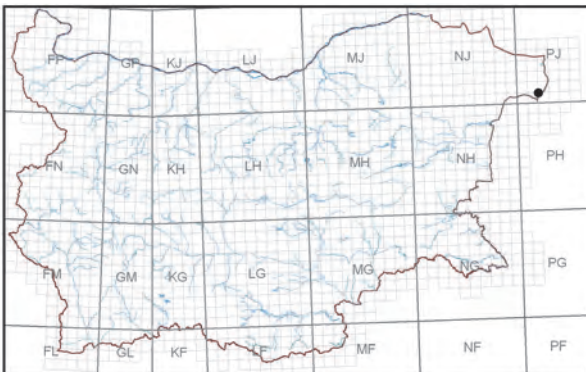 FP GP KJ LJ MJ NJ PJ
FN GN KH LH MH NH PH
FM GM KG LG MG NG PG
FL GL KF LF MF NF PF